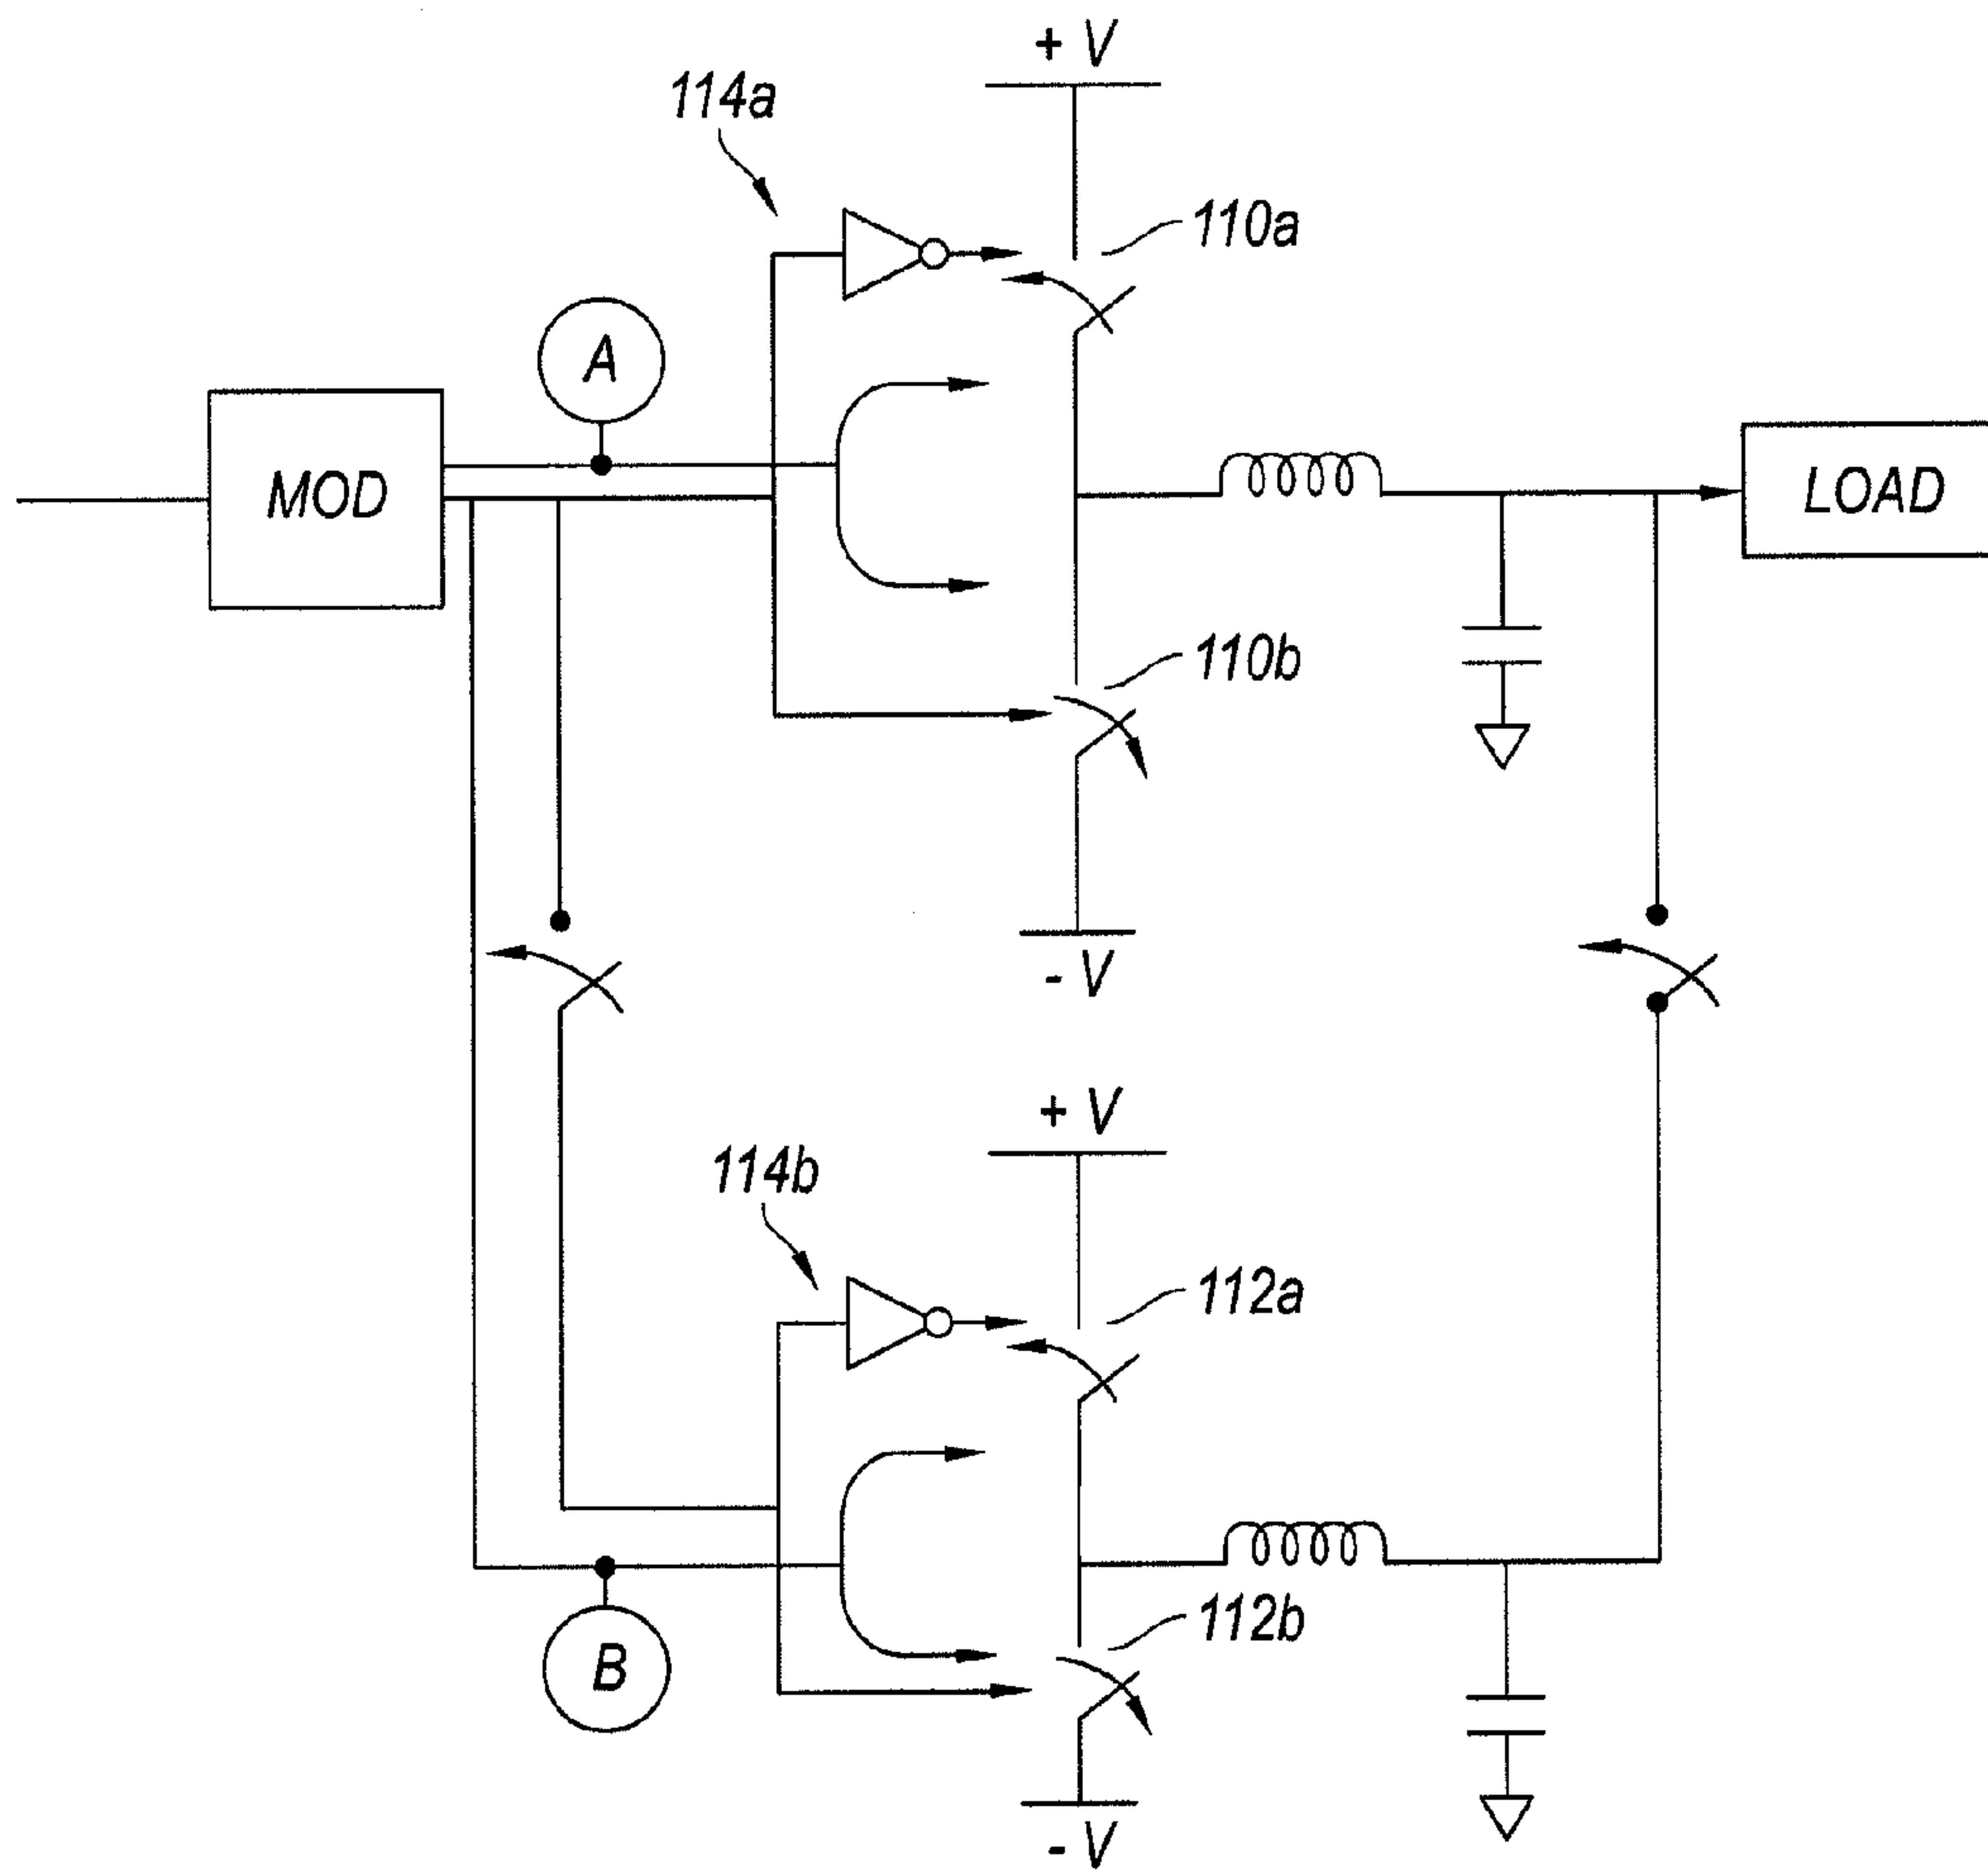 + V
114a
110a
A
MOD
LOAD
110b
- V
+ V
114b
112a
112b
B
- V